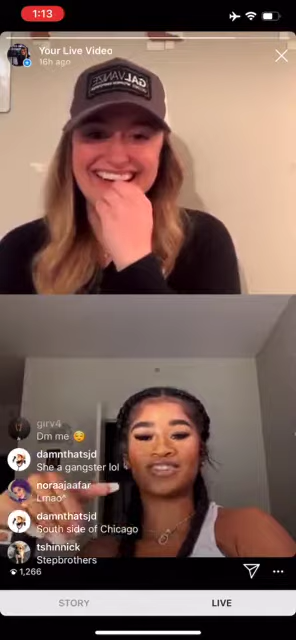 1:13
Your Live Video
16h ago
GALVANIZE
girv4
Dm me 😔
damnthatsjd
She a gangster lol
noraajaafar
Lmao
damnthatsjd
South side of Chicago
tshinnick
Stepbrothers
1,266
STORY
LIVE